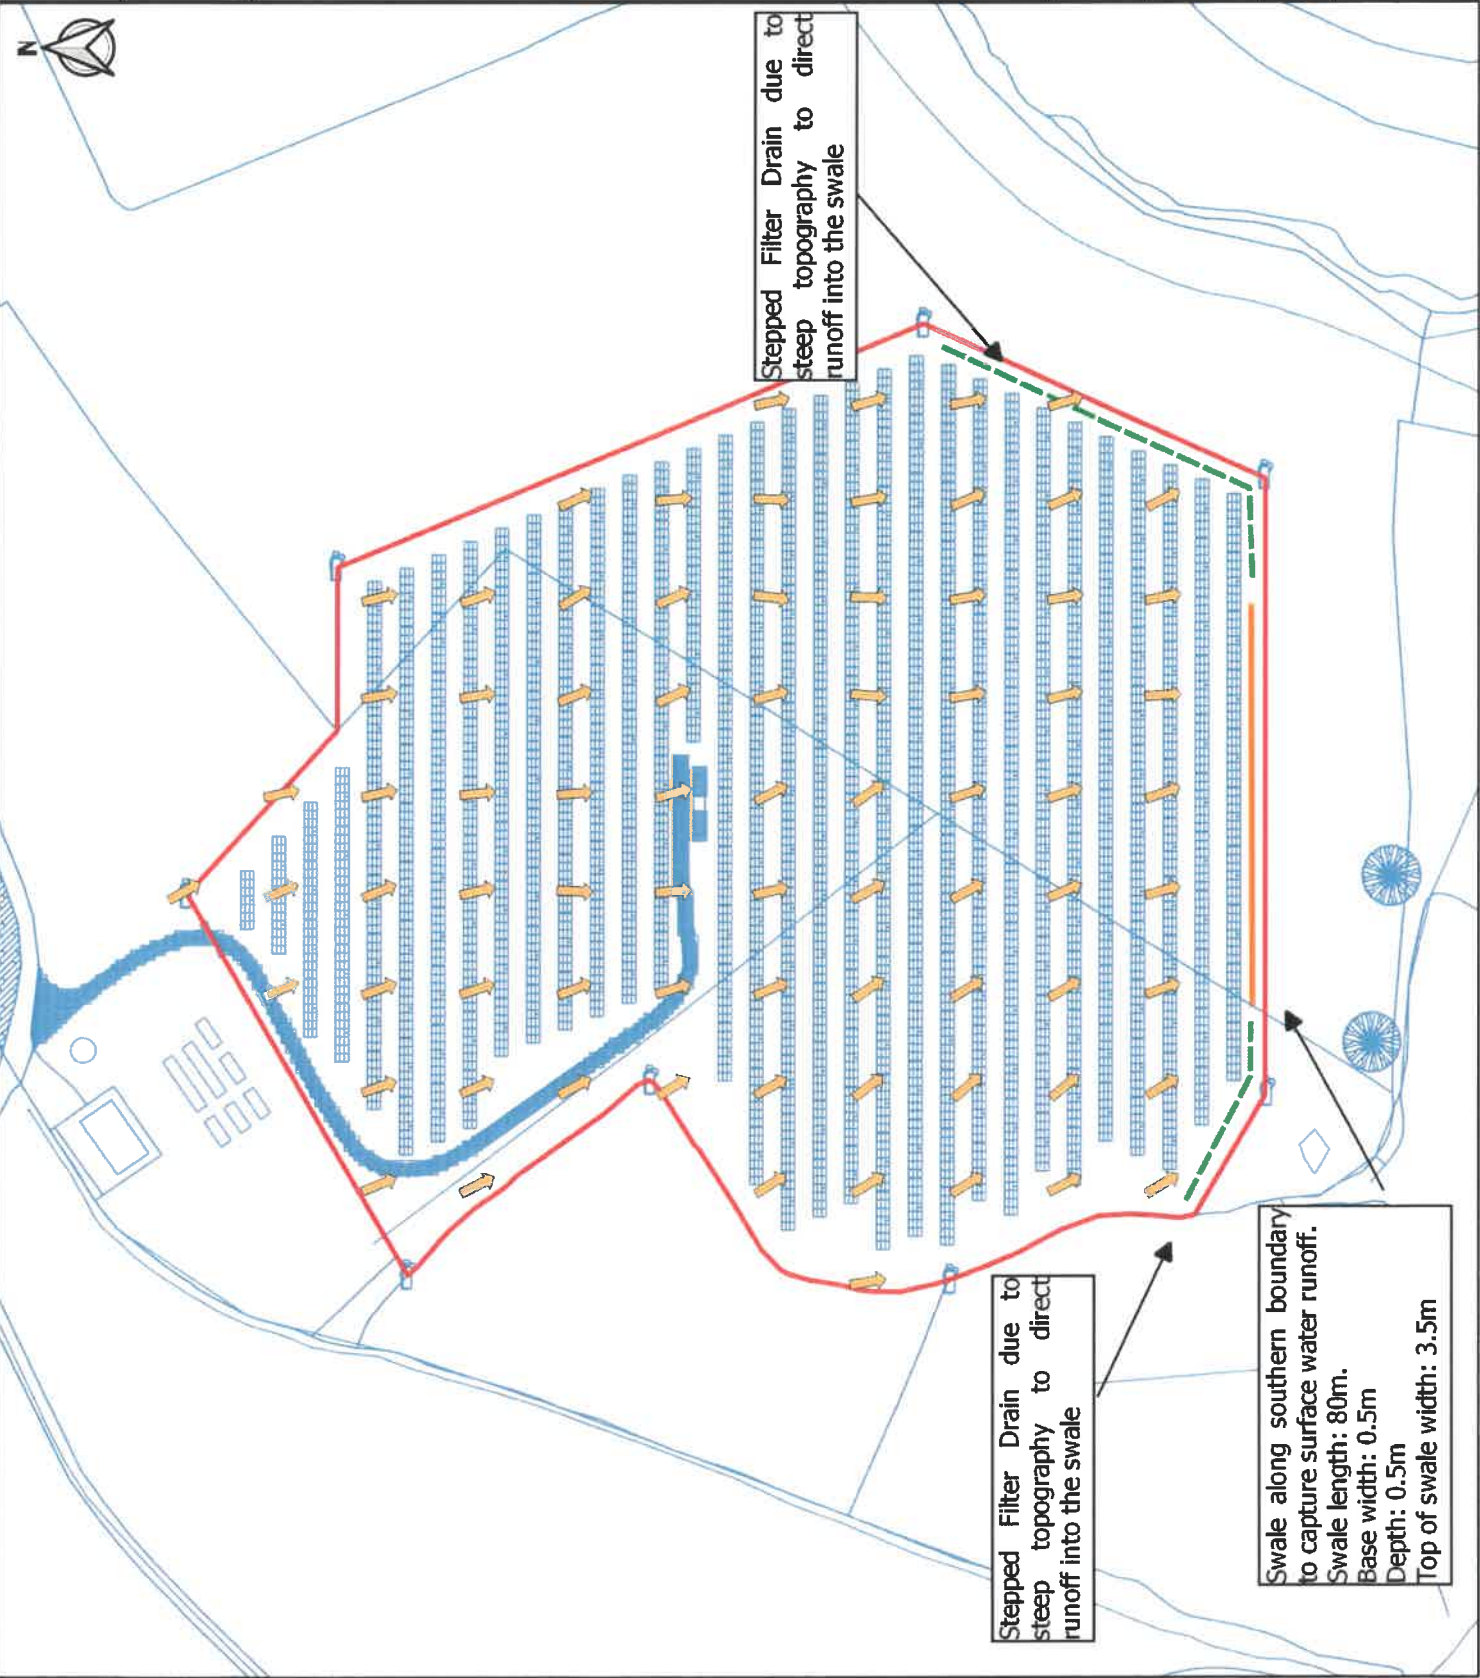 N
Stepped Filter Drain due to
steep topography to direct
runoff into the swale
Stepped Filter Drain due to
steep topography to direct
runoff into the swale
Swale along southern boundary
to capture surface water runoff.
Swale length: 80m.
Base width: 0.5m
Depth: 0.5m
Top of swale width: 3.5m